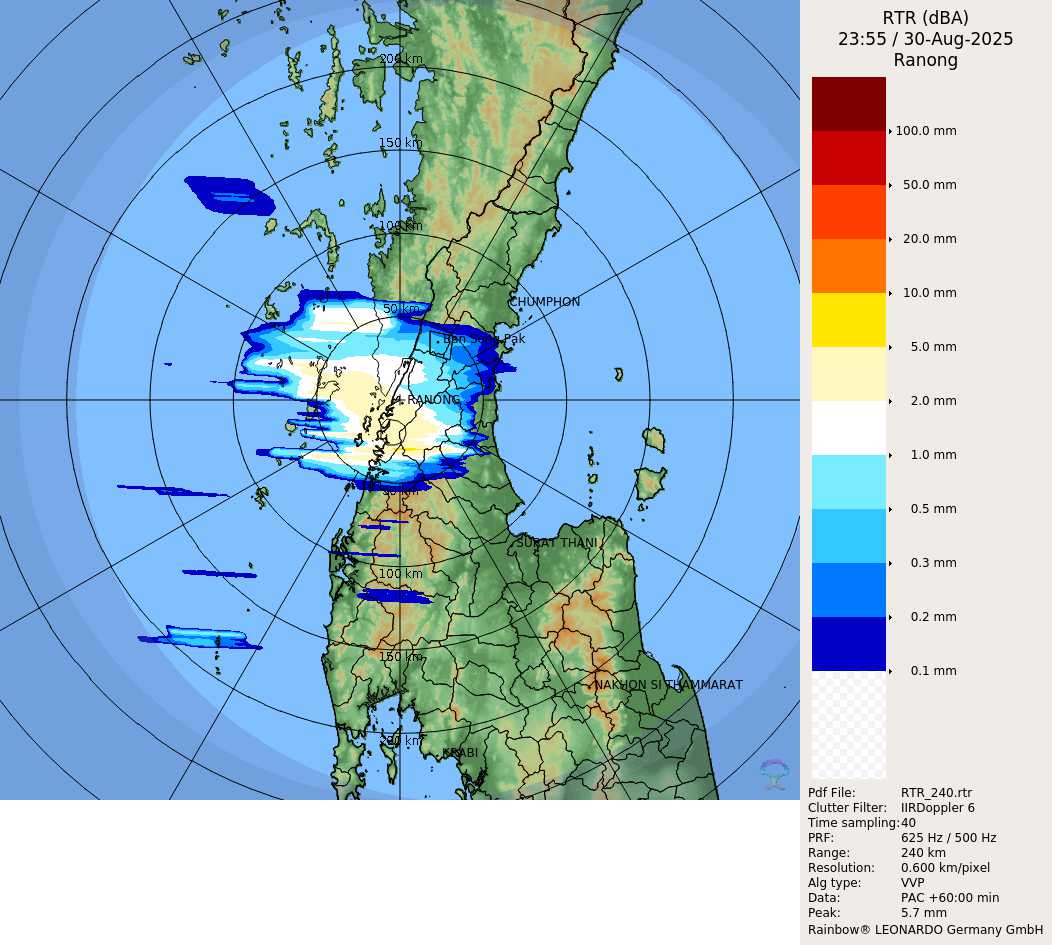 RTR (dBA)
23:55 / 30-Aug-2025
Ranong
200 km
150 km
100 km
50 km
CHUMPHON
Ban Song Pak
RANONG
50 km
SURAT THANI
100 km
150 km
NAKHON SI THAMMARAT
200 km
KRABI
100.0 mm
50.0 mm
20.0 mm
10.0 mm
5.0 mm
2.0 mm
1.0 mm
0.5 mm
0.3 mm
0.2 mm
0.1 mm
Pdf File: RTR_240.rtr
Clutter Filter: IIRDoppler 6
Time sampling:40
PRF: 625 Hz / 500 Hz
Range: 240 km
Resolution: 0.600 km/pixel
Alg type: VVP
Data: PAC +60:00 min
Peak: 5.7 mm
Rainbow® LEONARDO Germany GmbH